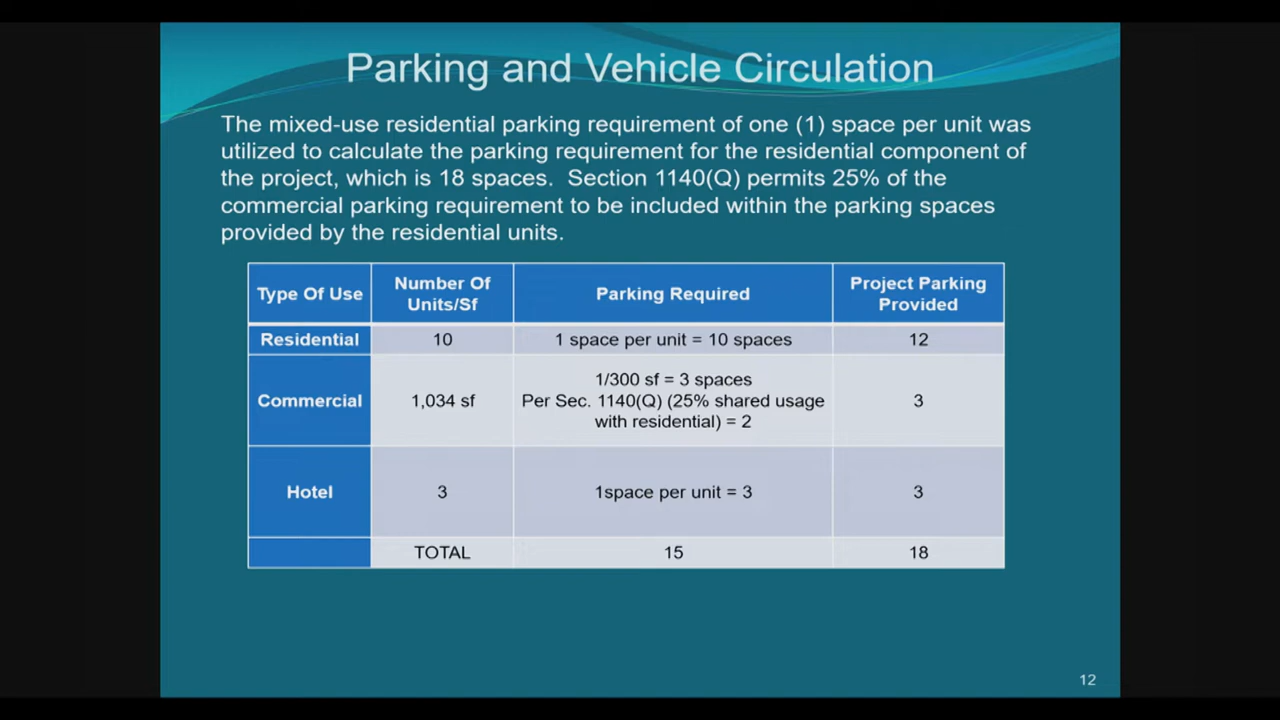 Parking and Vehicle Circulation
The mixed-use residential parking requirement of one (1) space per unit was
utilized to calculate the parking requirement for the residential component of
the project, which is 18 spaces.  Section 1140(Q) permits 25% of the
commercial parking requirement to be included within the parking spaces
provided by the residential units.
Type Of Use
Number Of
Units/Sf
Parking Required
Project Parking
Provided
Residential
10
1 space per unit = 10 spaces
12
Commercial
1,034 sf
1/300 sf = 3 spaces
Per Sec. 1140(Q) (25% shared usage
with residential) = 2
3
Hotel
3
1space per unit = 3
3
TOTAL
15
18
12